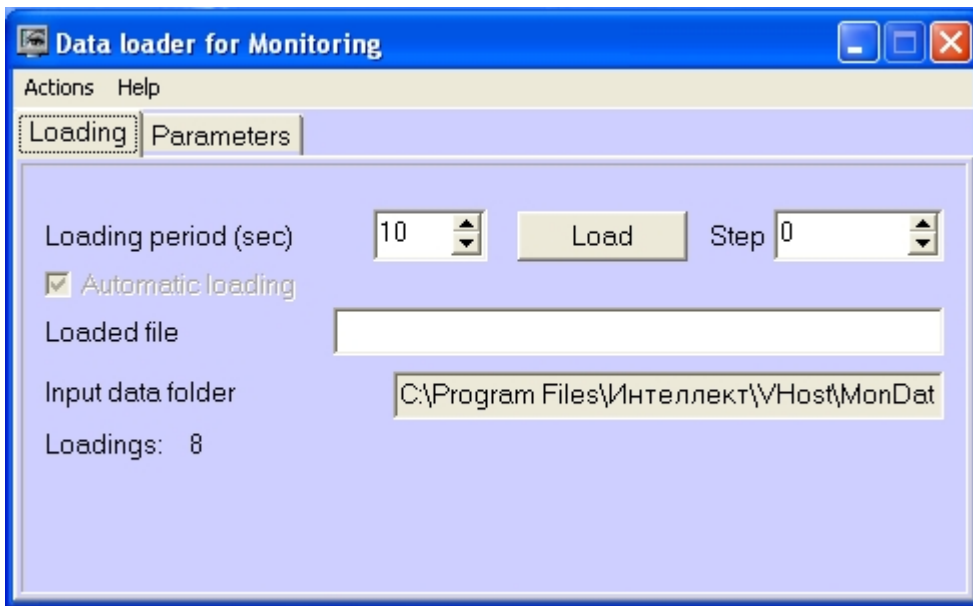 Data loader for Monitoring
Actions Help
Loading Parameters
Loading period (sec) 10 Load Step 0
Automatic loading
Loaded file
Input data folder C:\Program Files\Интеллект\VHost\MonDat
Loadings: 8